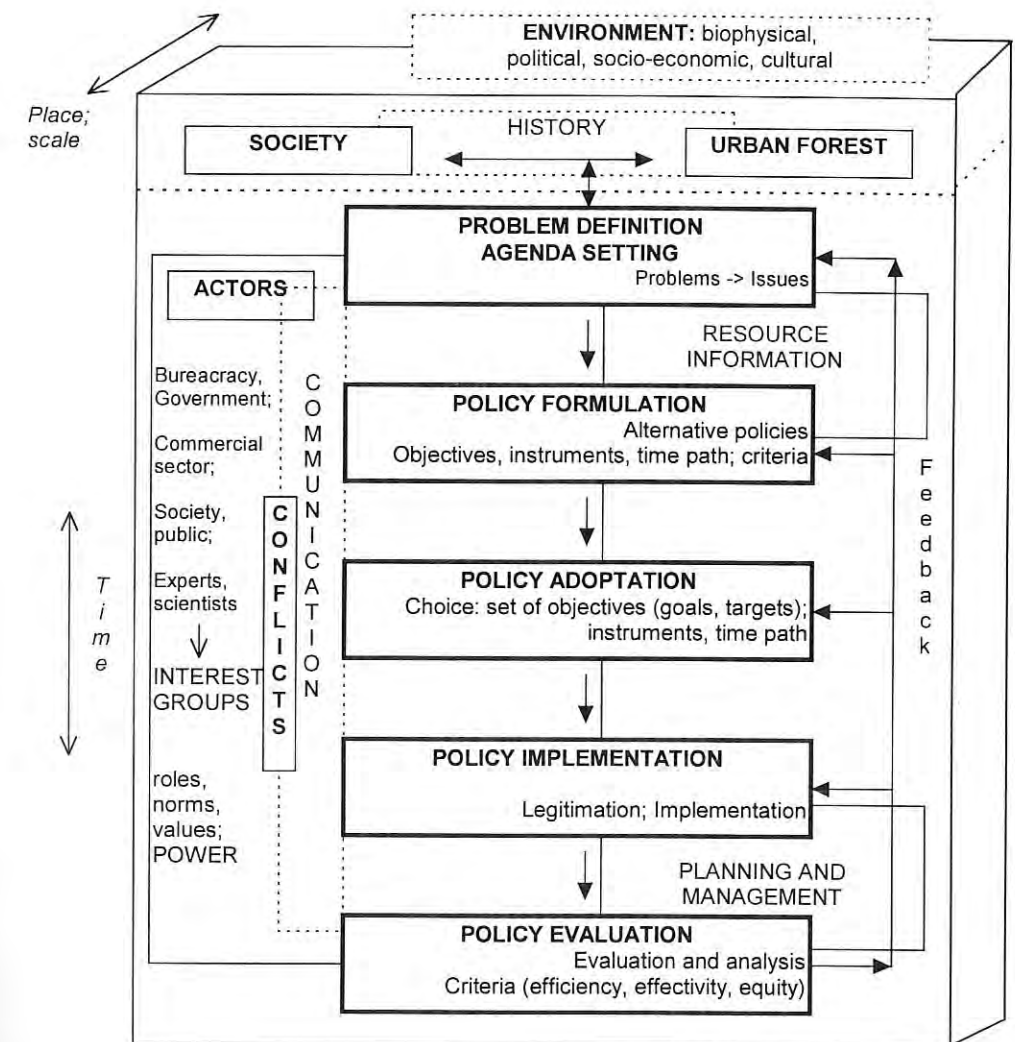 ENVIRONMENT: biophysical,
political, socio-economic, cultural
Place;
scale
SOCIETY
HISTORY
URBAN FOREST
PROBLEM DEFINITION
AGENDA SETTING
Problems -> Issues
ACTORS
RESOURCE
INFORMATION
Bureacracy,
Government;
Commercial
sector;
Society,
public;
Experts,
scientists
INTEREST
GROUPS
roles,
norms,
values;
POWER
CONFLICTS
COMMUNICATION
Time
POLICY FORMULATION
Alternative policies
Objectives, instruments, time path; criteria
Feedback
POLICY ADOPTATION
Choice: set of objectives (goals, targets);
instruments, time path
POLICY IMPLEMENTATION
Legitimation; Implementation
PLANNING AND
MANAGEMENT
POLICY EVALUATION
Evaluation and analysis
Criteria (efficiency, effectivity, equity)